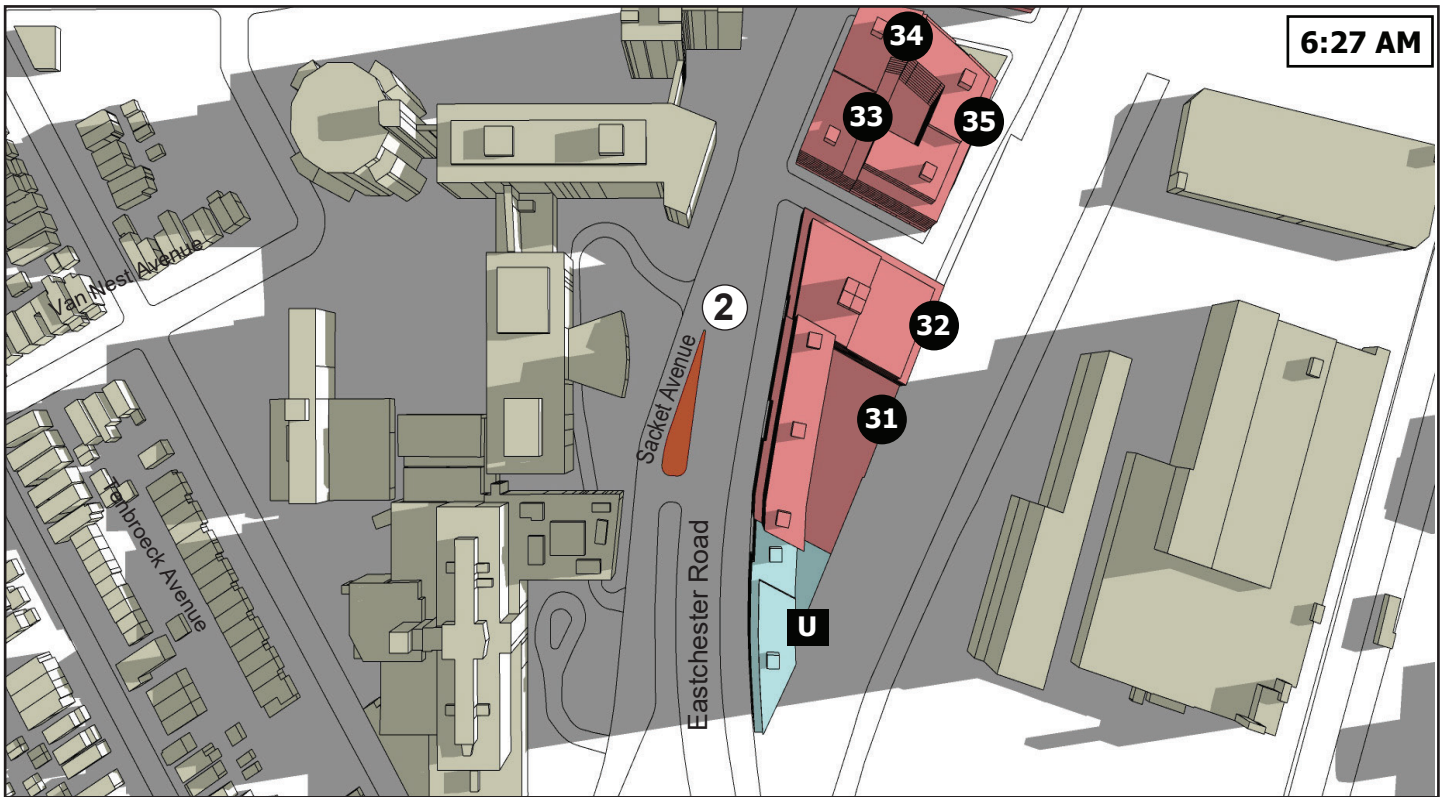 6:27 AM
34
33
35
Van Nest Avenue
2
32
Sacket Avenue
31
Tenbroeck Avenue
Eastchester Road
U